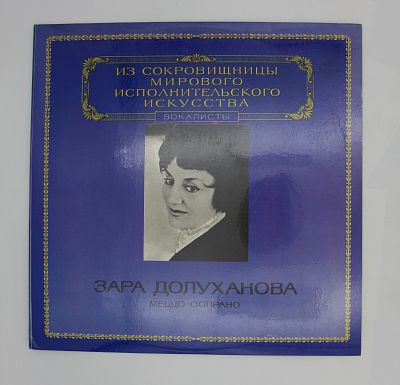 ИЗ СОКРОВИЩНИЦЫ
МИРОВОГО
ИСПОЛНИТЕЛЬСКОГО
ИСКУССТВА
ВОКАЛИСТЫ
ЗАРА ДОЛУХАНОВА
МЕЦЦО-СОПРАНО